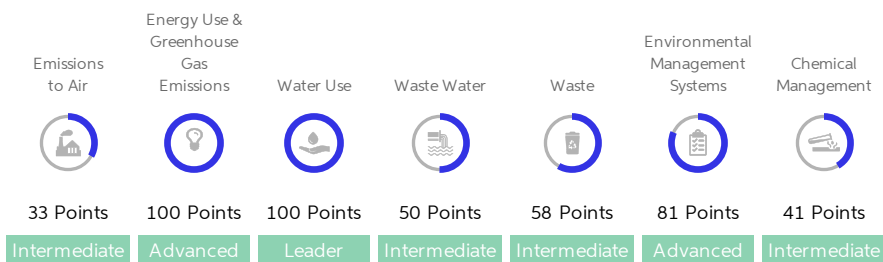 Emissions
to Air
Energy Use &
Greenhouse
Gas
Emissions
Water Use
Waste Water
Waste
Environmental
Management
Systems
Chemical
Management
33 Points
100 Points
100 Points
50 Points
58 Points
81 Points
41 Points
Intermediate
Advanced
Leader
Intermediate
Intermediate
Advanced
Intermediate